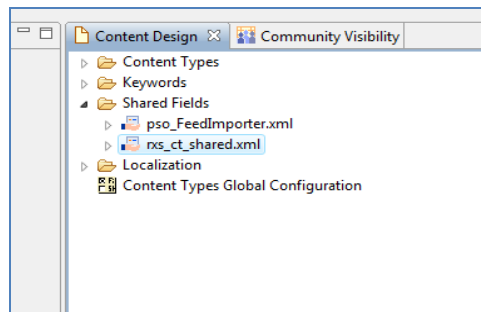 Content Design Community Visibility
Content Types
Keywords
Shared Fields
pso_FeedImporter.xml
rxs_ct_shared.xml
Localization
Content Types Global Configuration